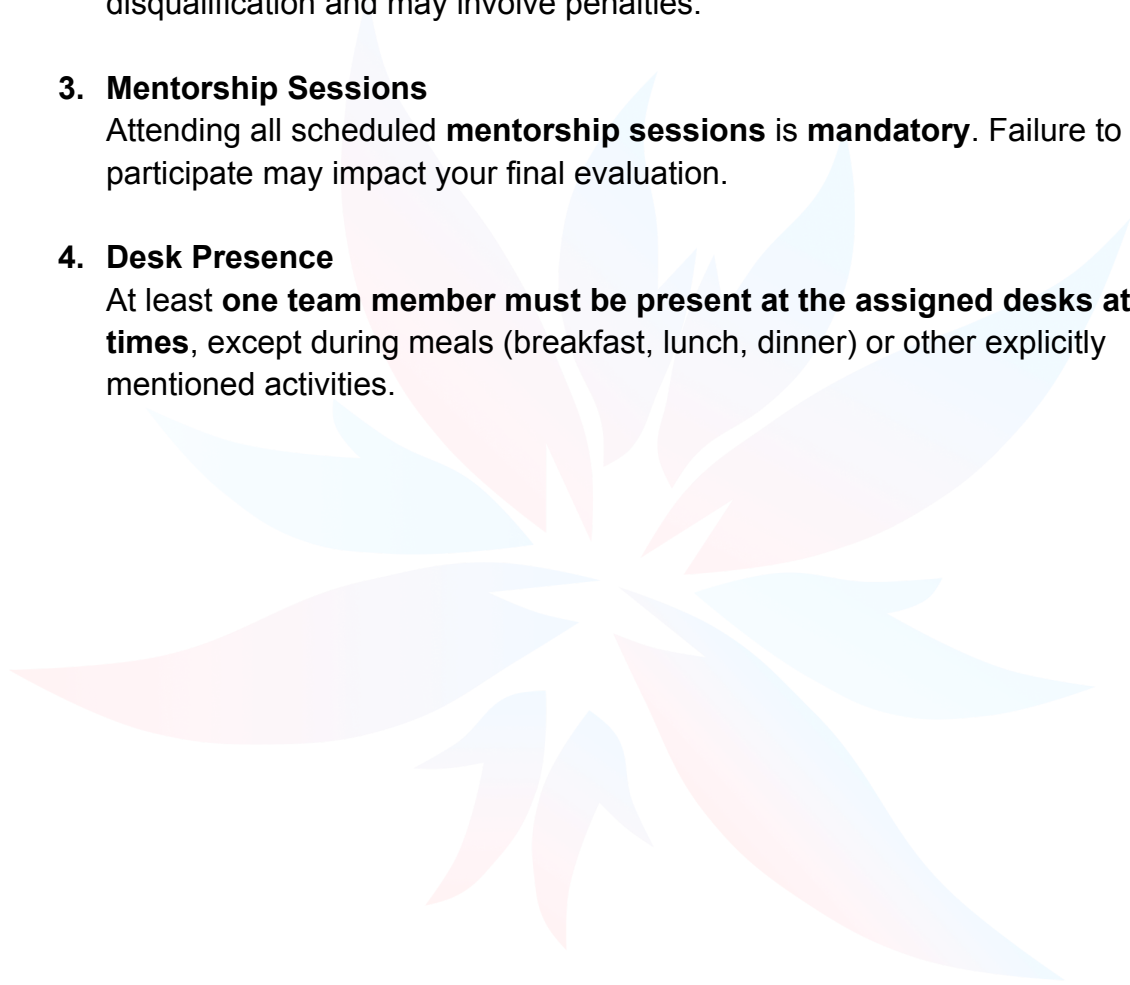 disqualification and may involve penalties.
3. Mentorship Sessions
Attending all scheduled mentorship sessions is mandatory. Failure to
participate may impact your final evaluation.
4. Desk Presence
At least one team member must be present at the assigned desks at
times, except during meals (breakfast, lunch, dinner) or other explicitly
mentioned activities.